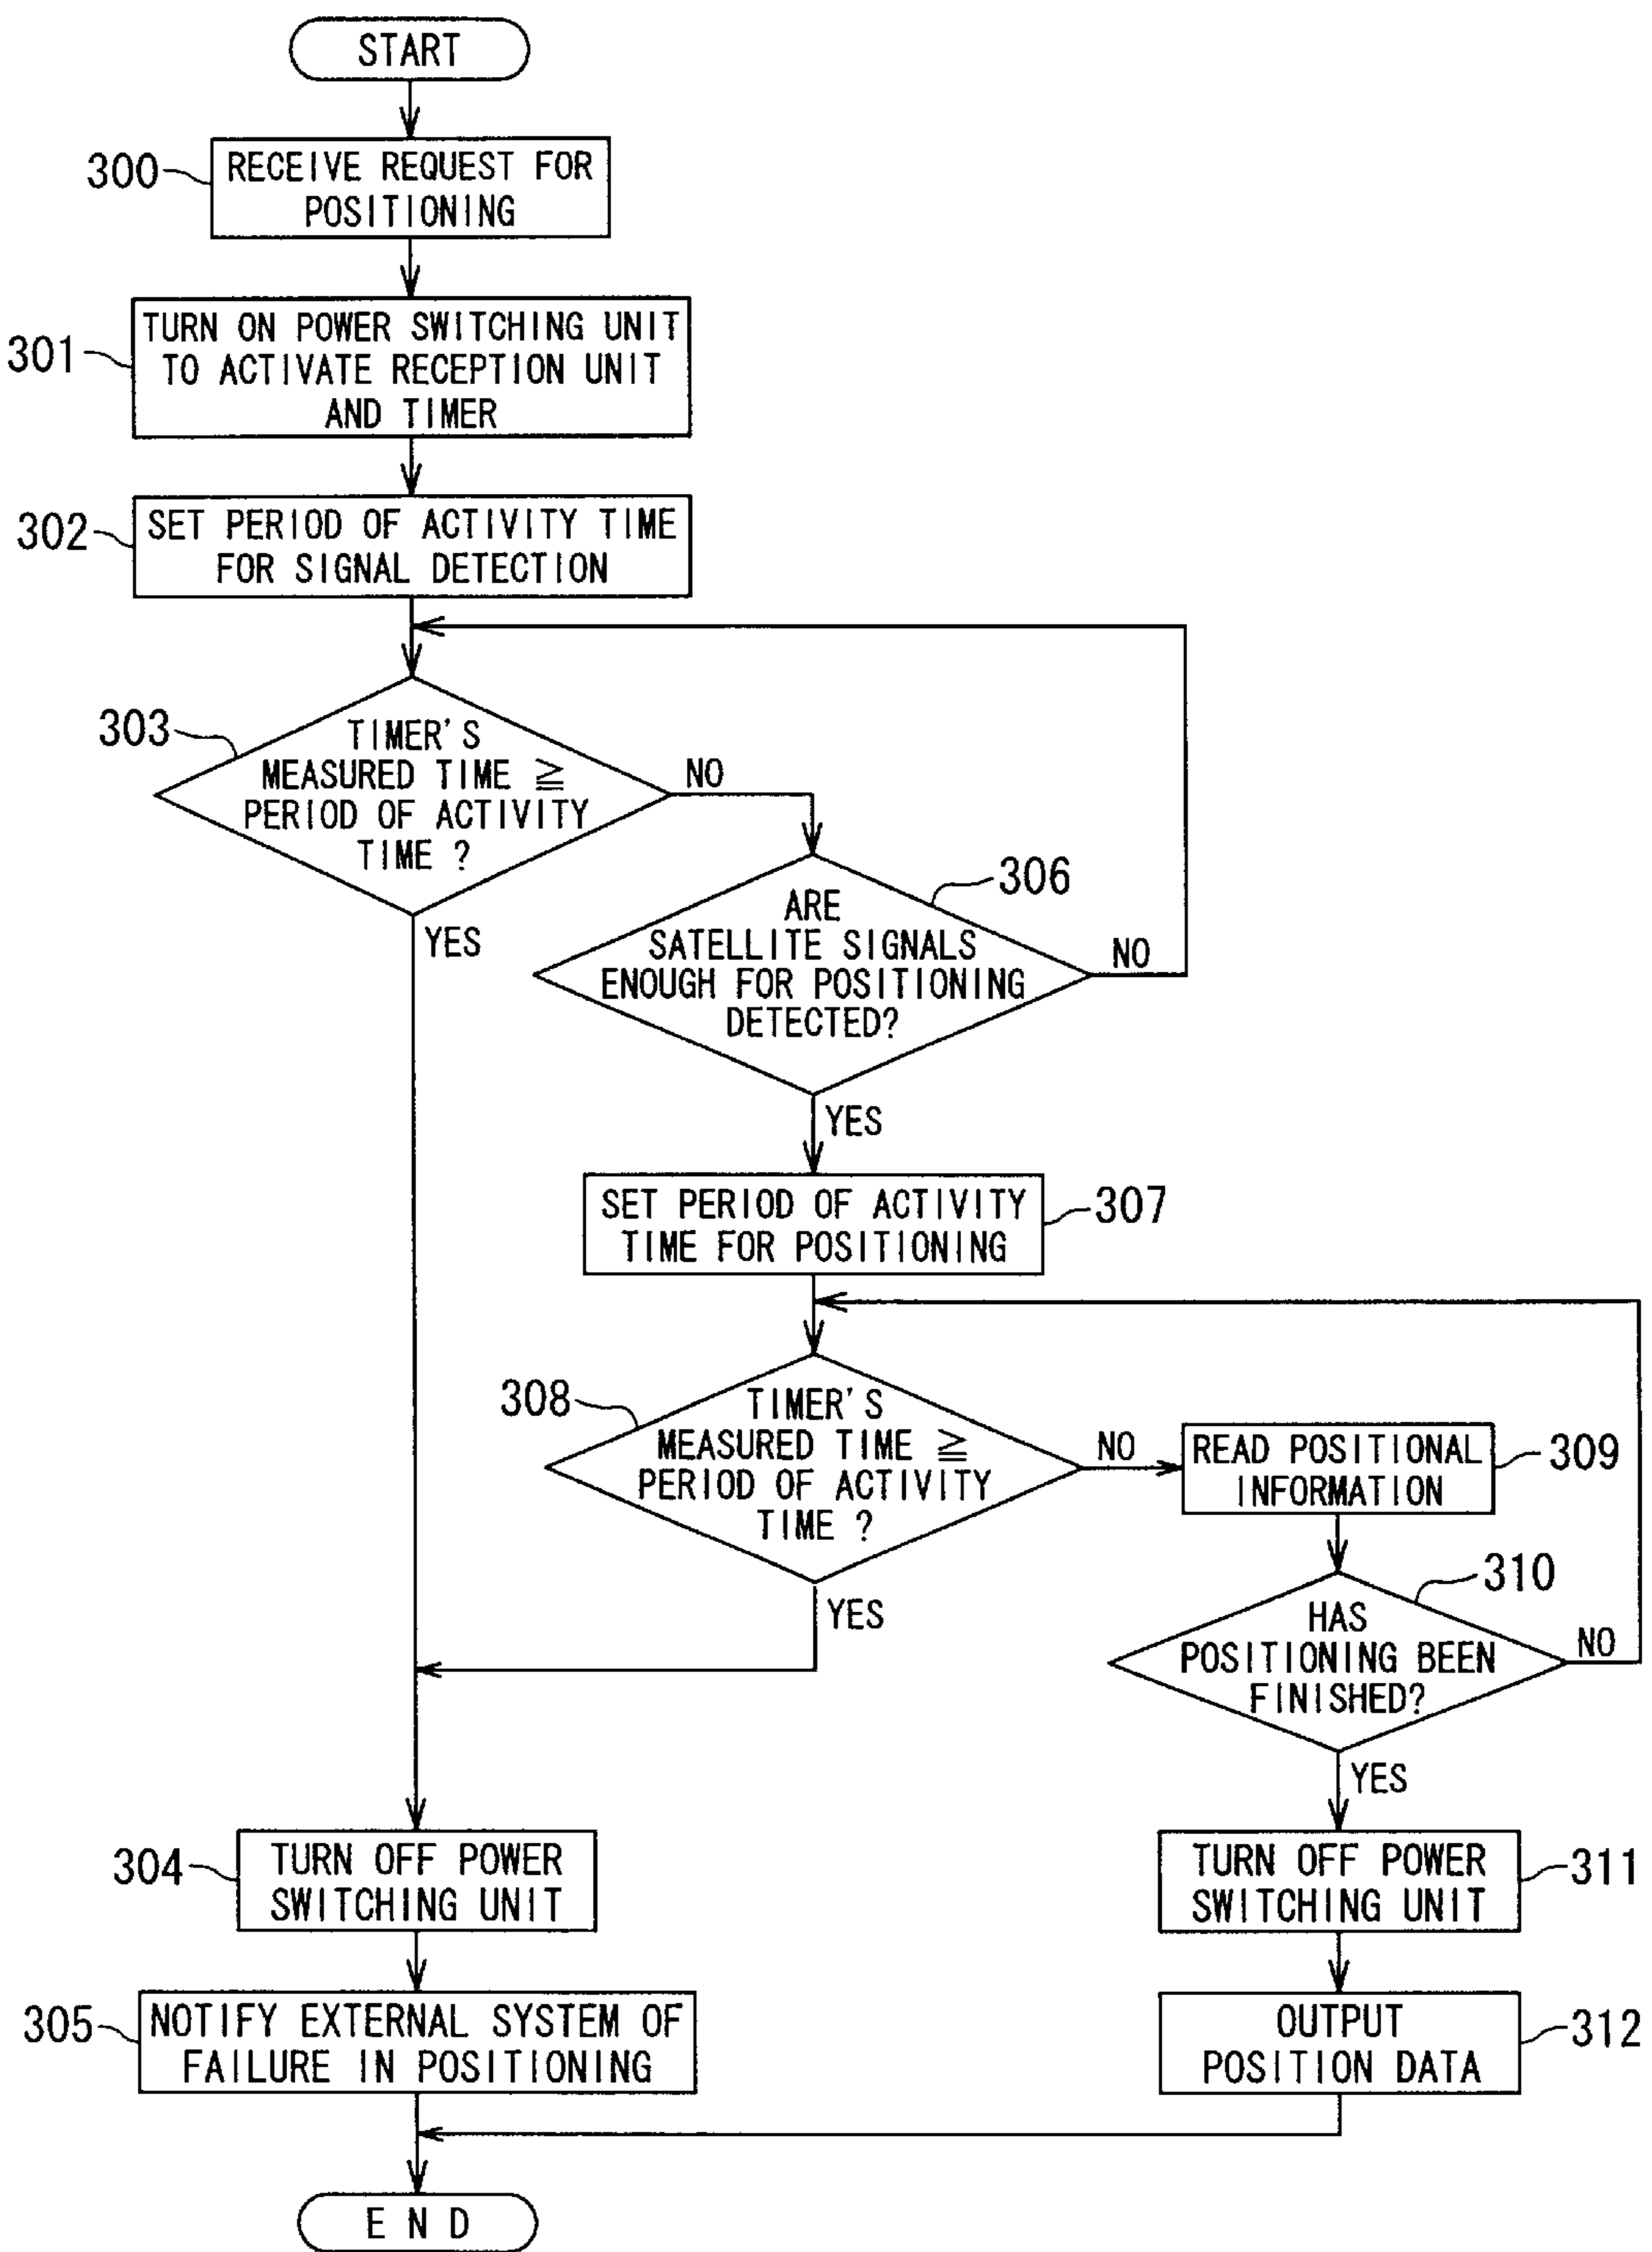 START
300
RECEIVE REQUEST FOR
POSITIONING
301
TURN ON POWER SWITCHING UNIT
TO ACTIVATE RECEPTION UNIT
AND TIMER
302
SET PERIOD OF ACTIVITY TIME
FOR SIGNAL DETECTION
303
TIMER'S
MEASURED TIME ≧
PERIOD OF ACTIVITY
TIME ?
NO
YES
306
ARE
SATELLITE SIGNALS
ENOUGH FOR POSITIONING
DETECTED?
NO
YES
307
SET PERIOD OF ACTIVITY
TIME FOR POSITIONING
308
TIMER'S
MEASURED TIME ≧
PERIOD OF ACTIVITY
TIME ?
NO
YES
309
READ POSITIONAL
INFORMATION
310
HAS
POSITIONING BEEN
FINISHED?
NO
YES
304
TURN OFF POWER
SWITCHING UNIT
311
TURN OFF POWER
SWITCHING UNIT
305
NOTIFY EXTERNAL SYSTEM OF
FAILURE IN POSITIONING
312
OUTPUT
POSITION DATA
END